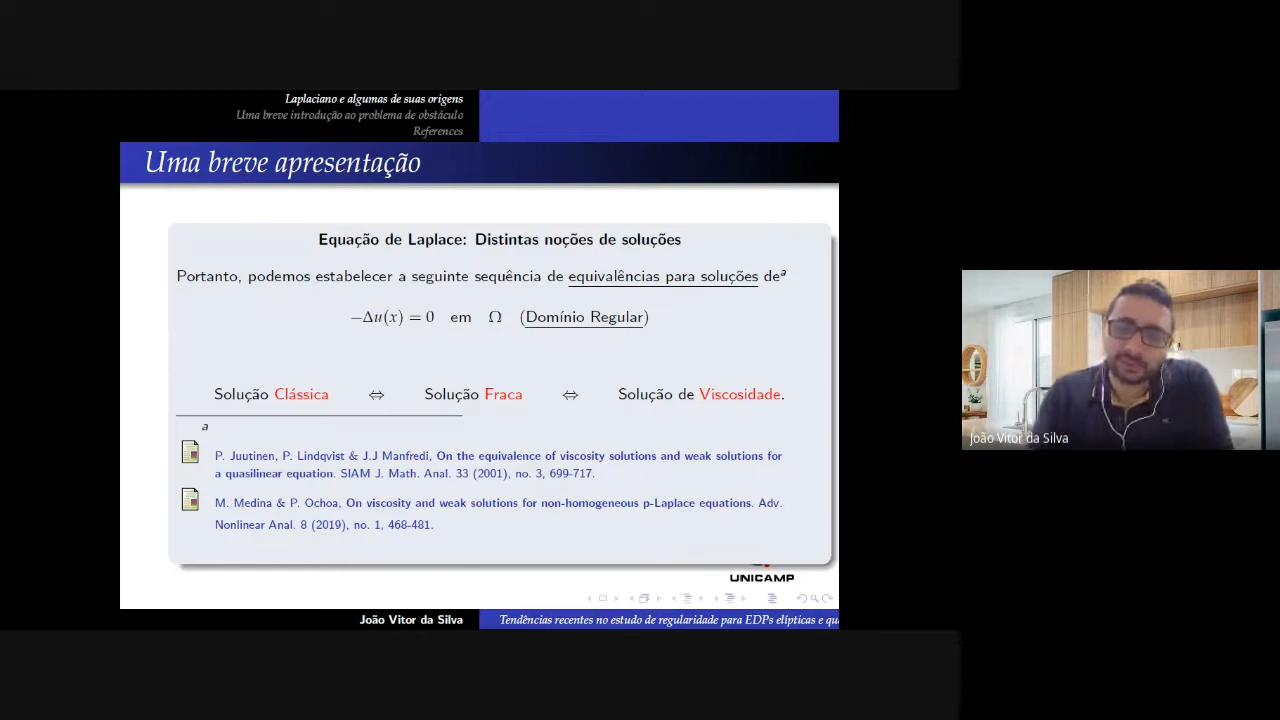 Laplaciano e algumas de suas origens
Uma breve introdução ao problema de obstáculo
References
Uma breve apresentação
Equação de Laplace: Distintas noções de soluções
Portanto, podemos estabelecer a seguinte sequência de equivalências para soluções deᵃ
−Δu(x) = 0 em Ω (Domínio Regular)
Solução Clássica ⇔ Solução Fraca ⇔ Solução de Viscosidade.
a
P. Juutinen, P. Lindqvist & J.J Manfredi, On the equivalence of viscosity solutions and weak solutions for
a quasilinear equation. SIAM J. Math. Anal. 33 (2001), no. 3, 699-717.
M. Medina & P. Ochoa, On viscosity and weak solutions for non-homogeneous p-Laplace equations. Adv.
Nonlinear Anal. 8 (2019), no. 1, 468-481.
UNICAMP
João Vitor da Silva
Tendências recentes no estudo de regularidade para EDPs elípticas e qu
João Vitor da Silva